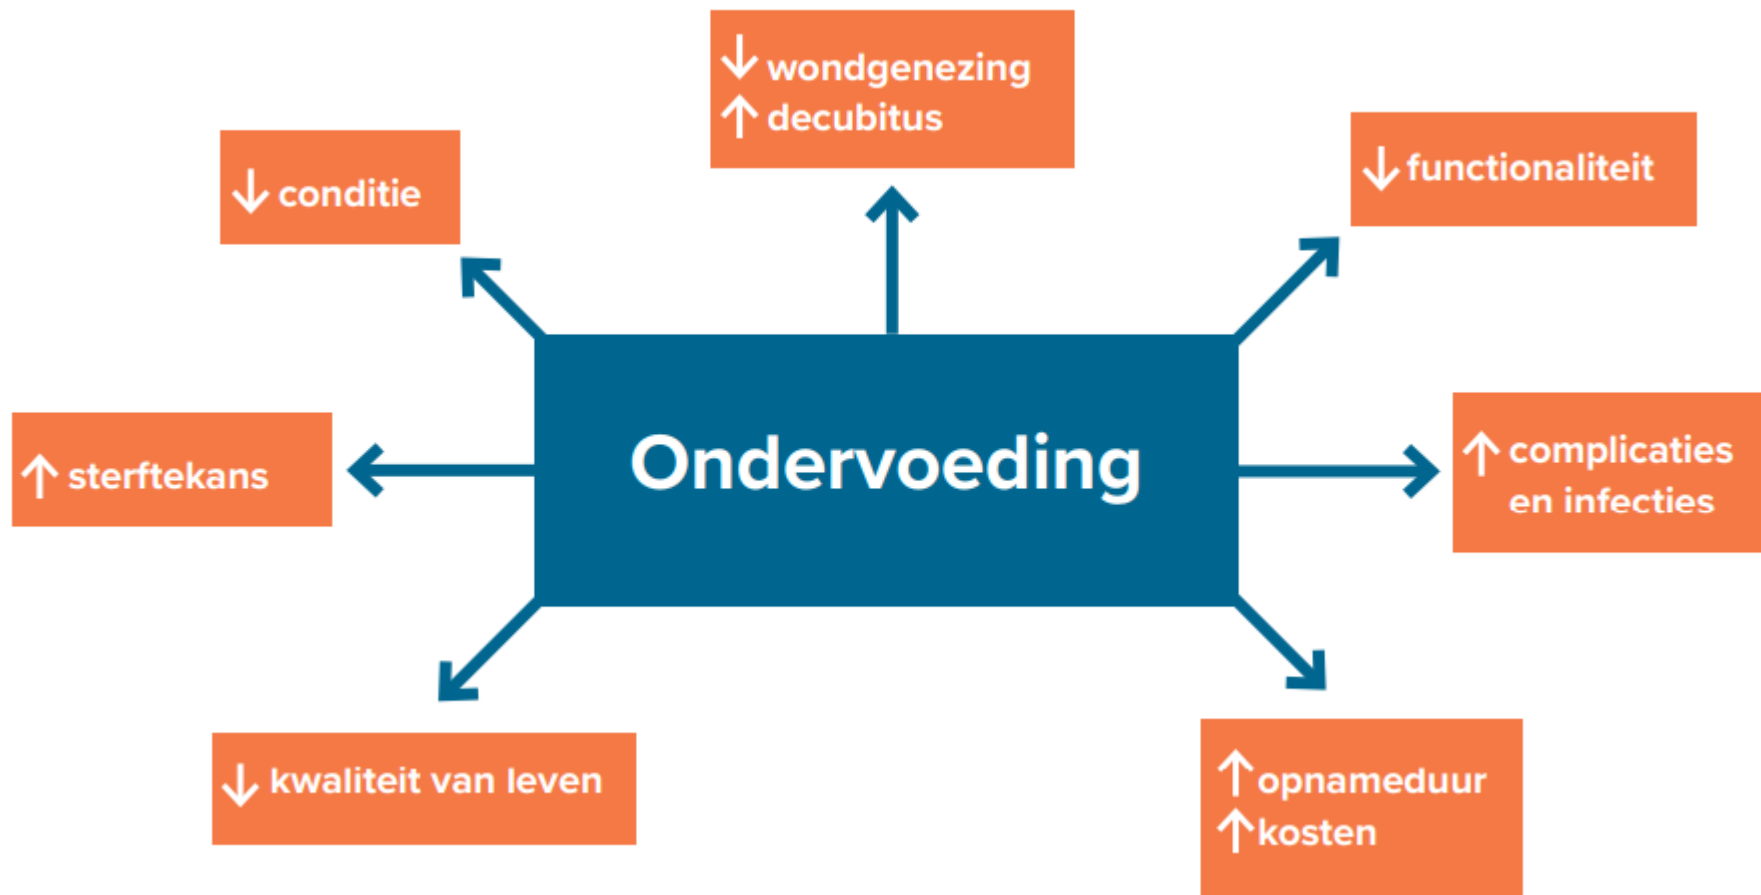 ↓ wondgenezing
↑ decubitus
↓ conditie
↓ functionaliteit
Ondervoeding
↑ sterftekans
↑ complicaties
en infecties
↓ kwaliteit van leven
↑ opnameduur
↑ kosten